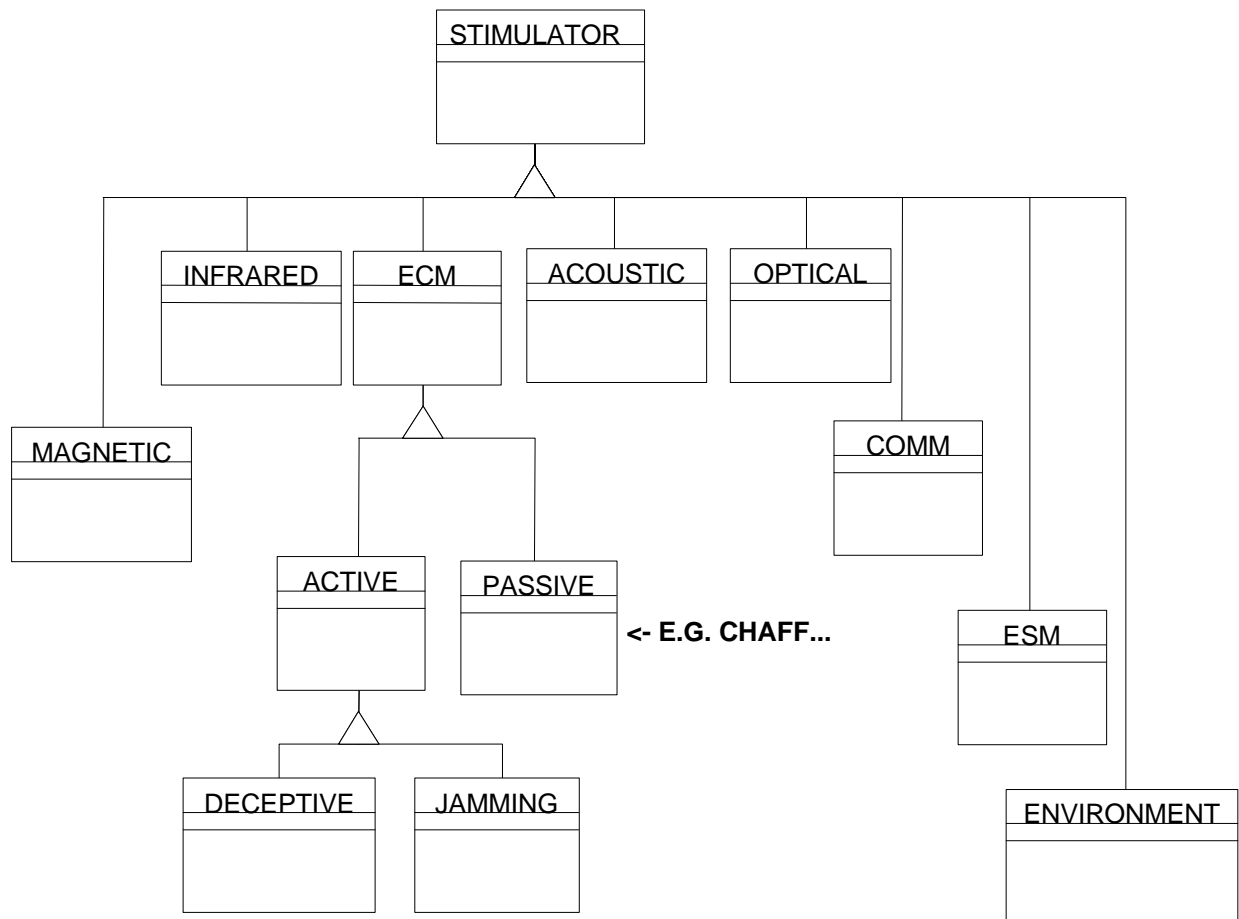 STIMULATOR
INFRARED
ECM
ACOUSTIC
OPTICAL
MAGNETIC
COMM
ACTIVE
PASSIVE
<- E.G. CHAFF...
ESM
DECEPTIVE
JAMMING
ENVIRONMENT